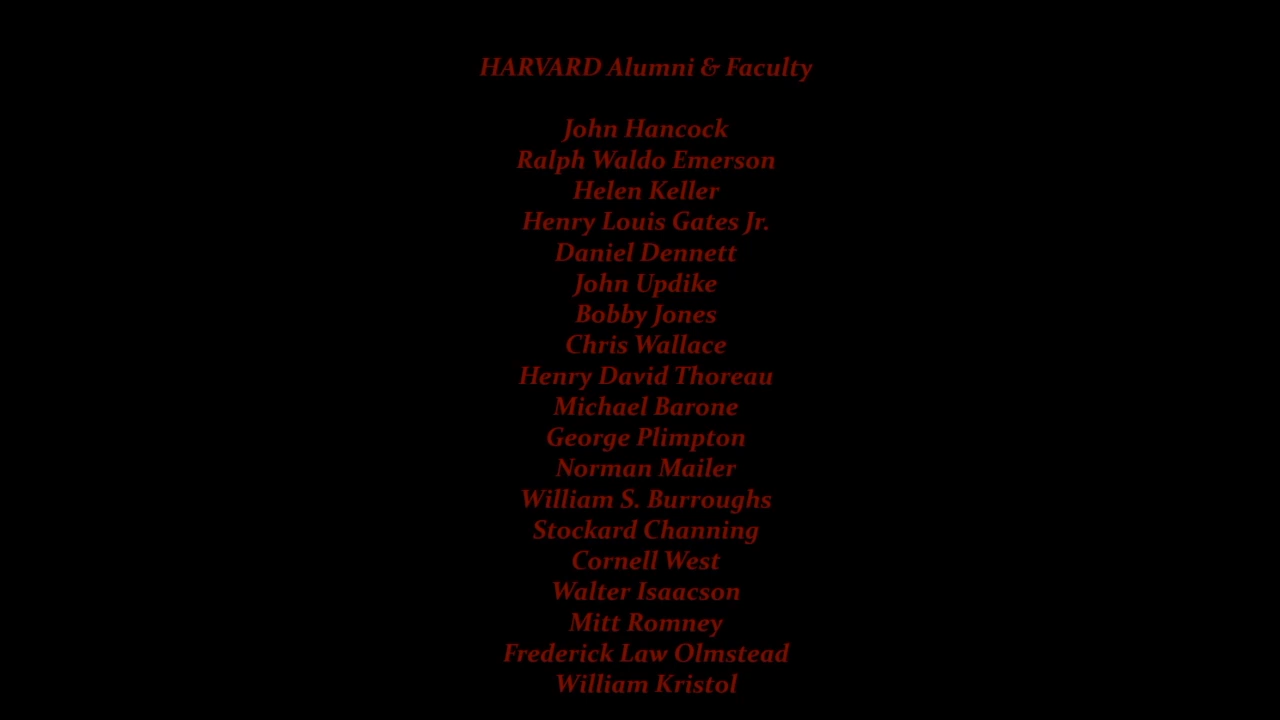 HARVARD Alumni & Faculty
John Hancock
Ralph Waldo Emerson
Helen Keller
Henry Louis Gates Jr.
Daniel Dennett
John Updike
Bobby Jones
Chris Wallace
Henry David Thoreau
Michael Barone
George Plimpton
Norman Mailer
William S. Burroughs
Stockard Channing
Cornell West
Walter Isaacson
Mitt Romney
Frederick Law Olmstead
William Kristol